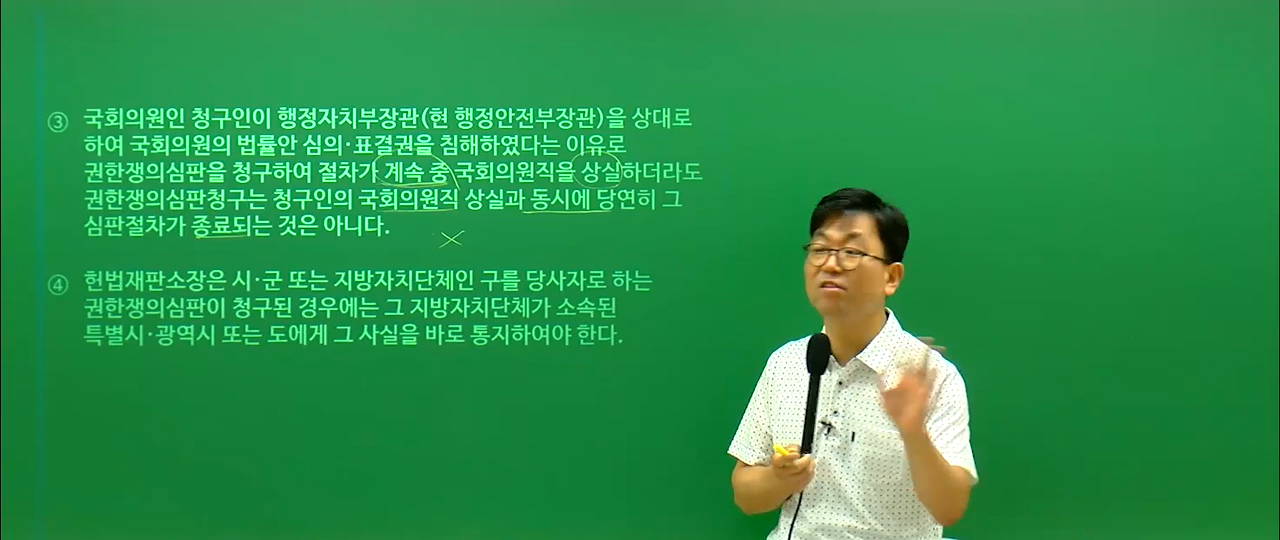 ③ 국회의원인 청구인이 행정자치부장관(현 행정안전부장관)을 상대로
하여 국회의원의 법률안 심의·표결권을 침해하였다는 이유로
권한쟁의심판을 청구하여 절차가 계속 중 국회의원직을 상실하더라도
권한쟁의심판청구는 청구인의 국회의원직 상실과 동시에 당연히 그
심판절차가 종료되는 것은 아니다.
④ 헌법재판소장은 시·군 또는 지방자치단체인 구를 당사자로 하는
권한쟁의심판이 청구된 경우에는 그 지방자치단체가 소속된
특별시·광역시 또는 도에게 그 사실을 바로 통지하여야 한다.